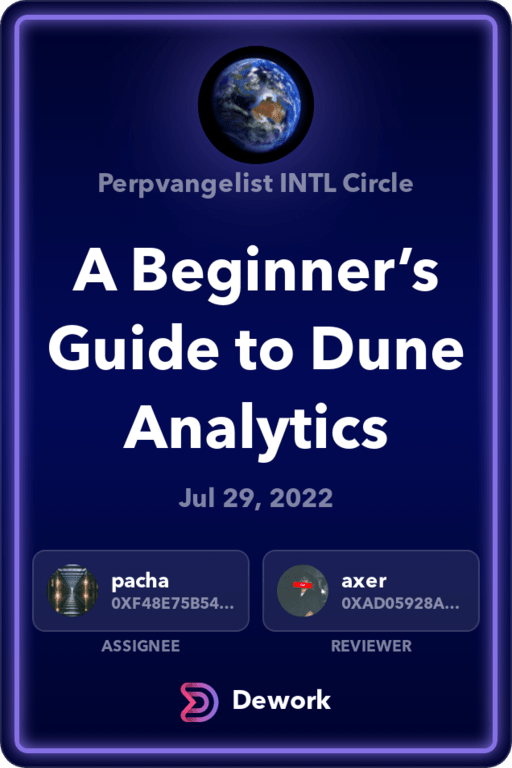 Perpvangelist INTL Circle
A Beginner’s
Guide to Dune
Analytics
Jul 29, 2022
pacha
0XF48E75B54...
ASSIGNEE
axer
0XAD05928A...
REVIEWER
Dework